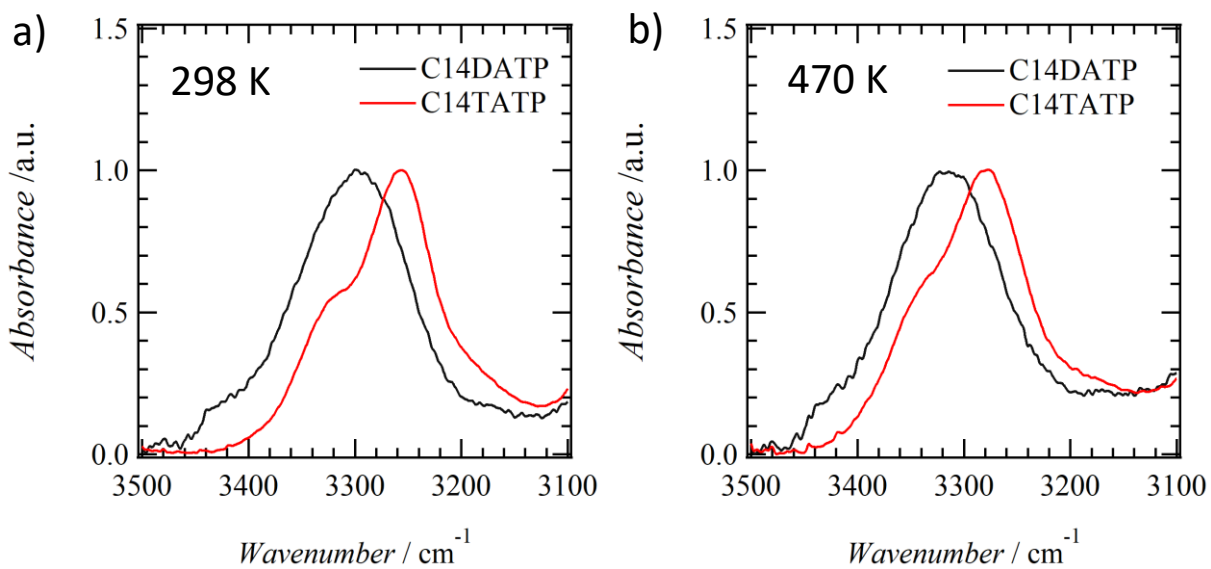 a)
298 K
C14DATP
C14TATP
1.5
1.0
0.5
0.0
Absorbance /a.u.
3500 3400 3300 3200 3100
Wavenumber / cm⁻¹
b)
470 K
C14DATP
C14TATP
1.5
1.0
0.5
0.0
Absorbance /a.u.
3500 3400 3300 3200 3100
Wavenumber / cm⁻¹